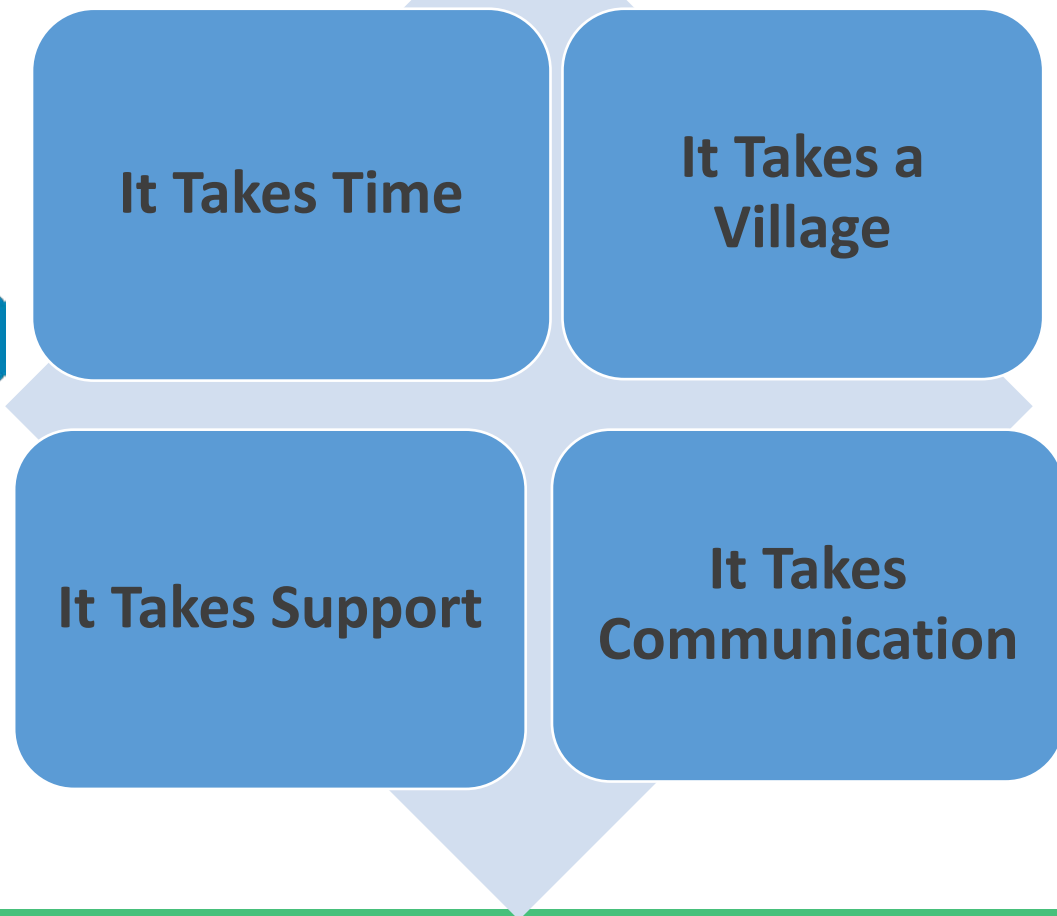 It Takes Time
It Takes a
Village
It Takes Support
It Takes
Communication